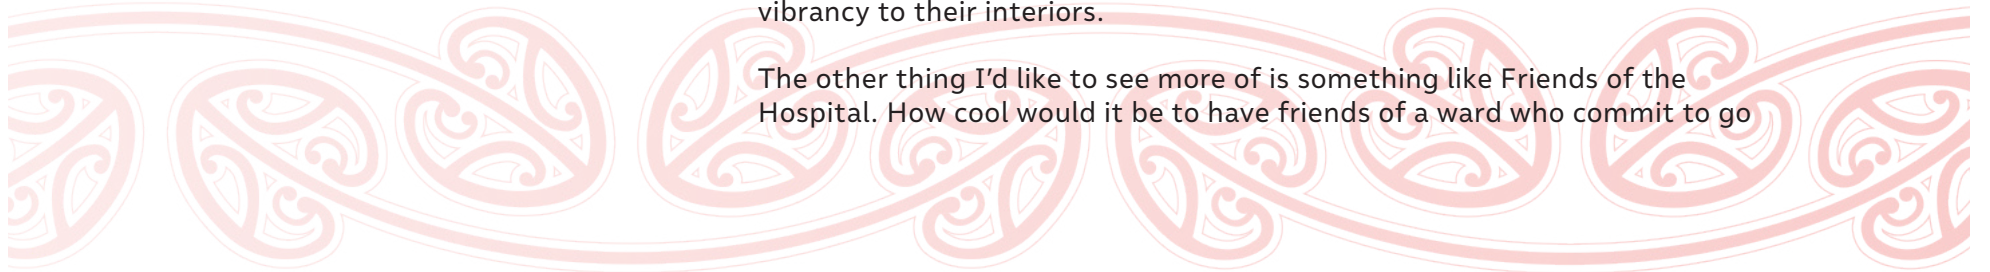 vibrancy to their interiors.
The other thing I’d like to see more of is something like Friends of the
Hospital. How cool would it be to have friends of a ward who commit to go